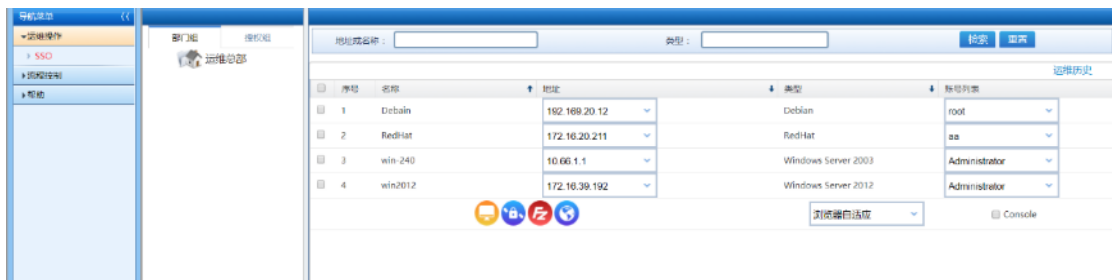 导航菜单
运维操作
SSO
流程控制
帮助
部门组 授权组
运维总部
地址或名称： 类型： 检索 重置
运维历史
序号 名称 地址 类型 账号列表
1 Debain 192.169.20.12 Debian root
2 RedHat 172.16.20.211 RedHat aa
3 win-240 10.66.1.1 Windows Server 2003 Administrator
4 win2012 172.16.39.192 Windows Server 2012 Administrator
FZ 浏览器自适应 Console